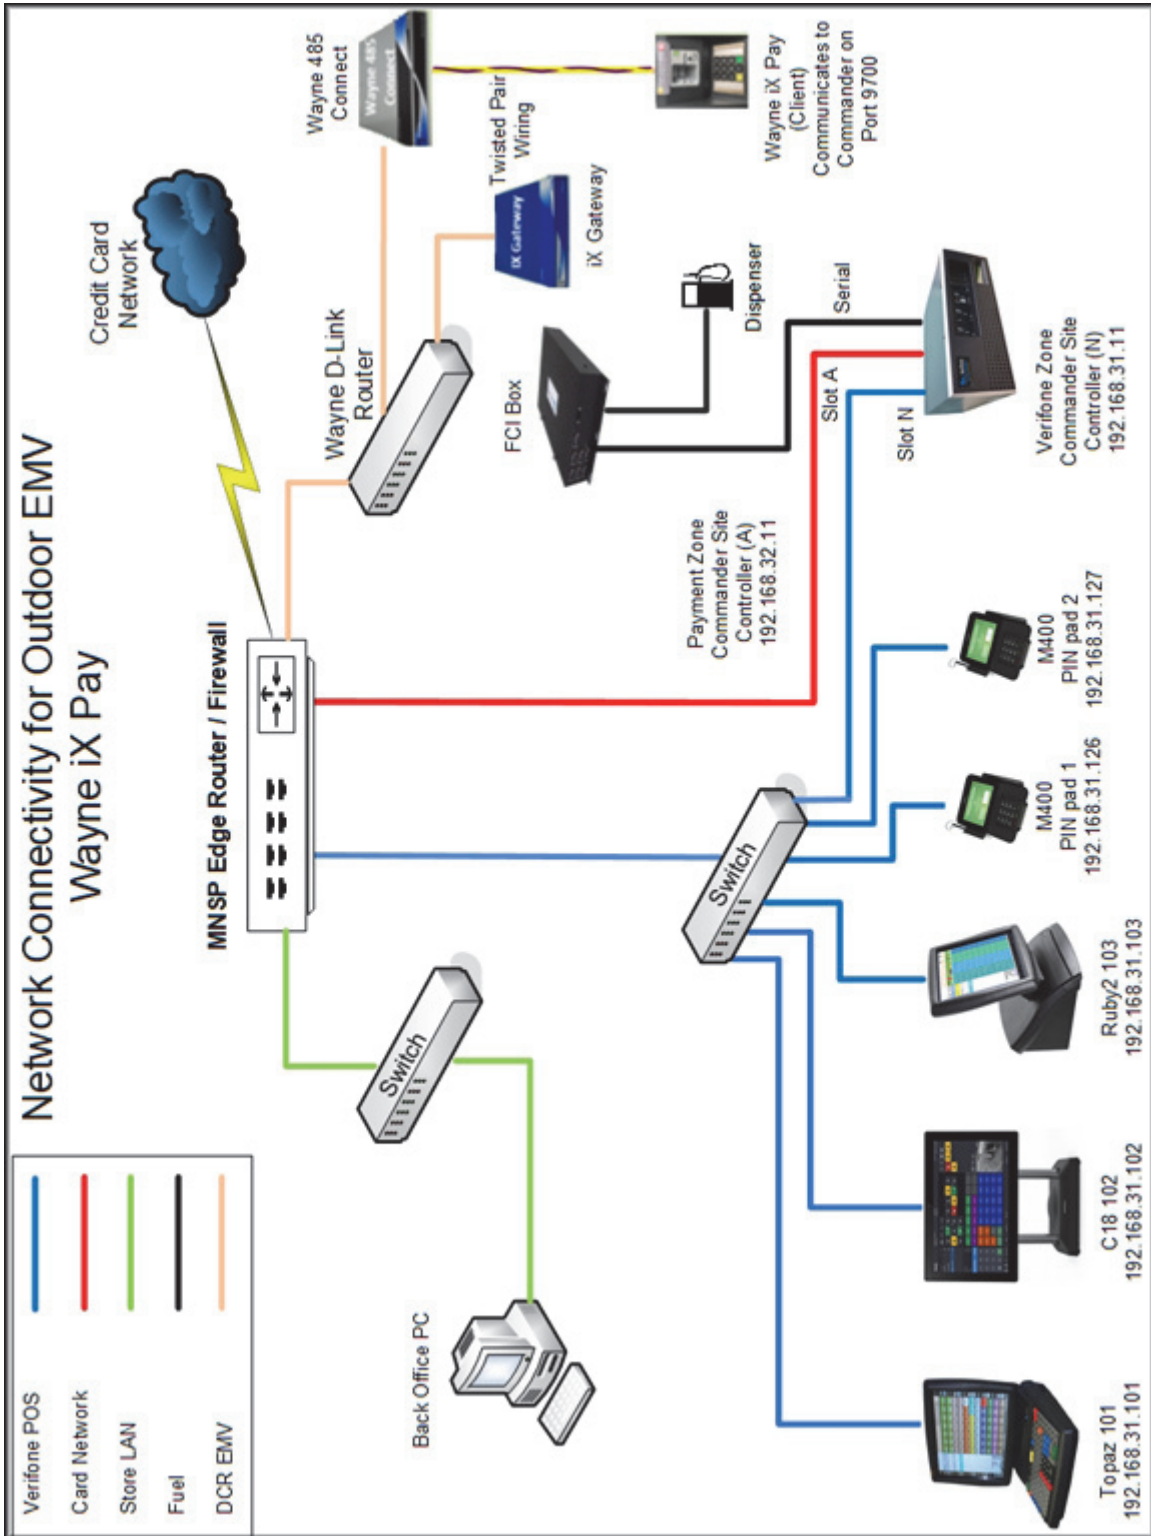 Network Connectivity for Outdoor EMV
Wayne iX Pay
Verifone POS
Card Network
Store LAN
Fuel
DCR EMV
Credit Card
Network
MNSP Edge Router / Firewall
Wayne D-Link
Router
Wayne 485
Connect
Wayne 485
Connect
Twisted Pair
Wiring
iX Gateway
iX Gateway
Wayne iX Pay
(Client)
Communicates to
Commander on
Port 9700
Switch
Back Office PC
FCI Box
Dispenser
Payment Zone
Commander Site
Controller (A)
192.168.32.11
Slot A
Serial
Slot N
Switch
Topaz 101
192.168.31.101
C18 102
192.168.31.102
Ruby2 103
192.168.31.103
M400
PIN pad 1
192.168.31.126
M400
PIN pad 2
192.168.31.127
Verifone Zone
Commander Site
Controller (N)
192.168.31.11